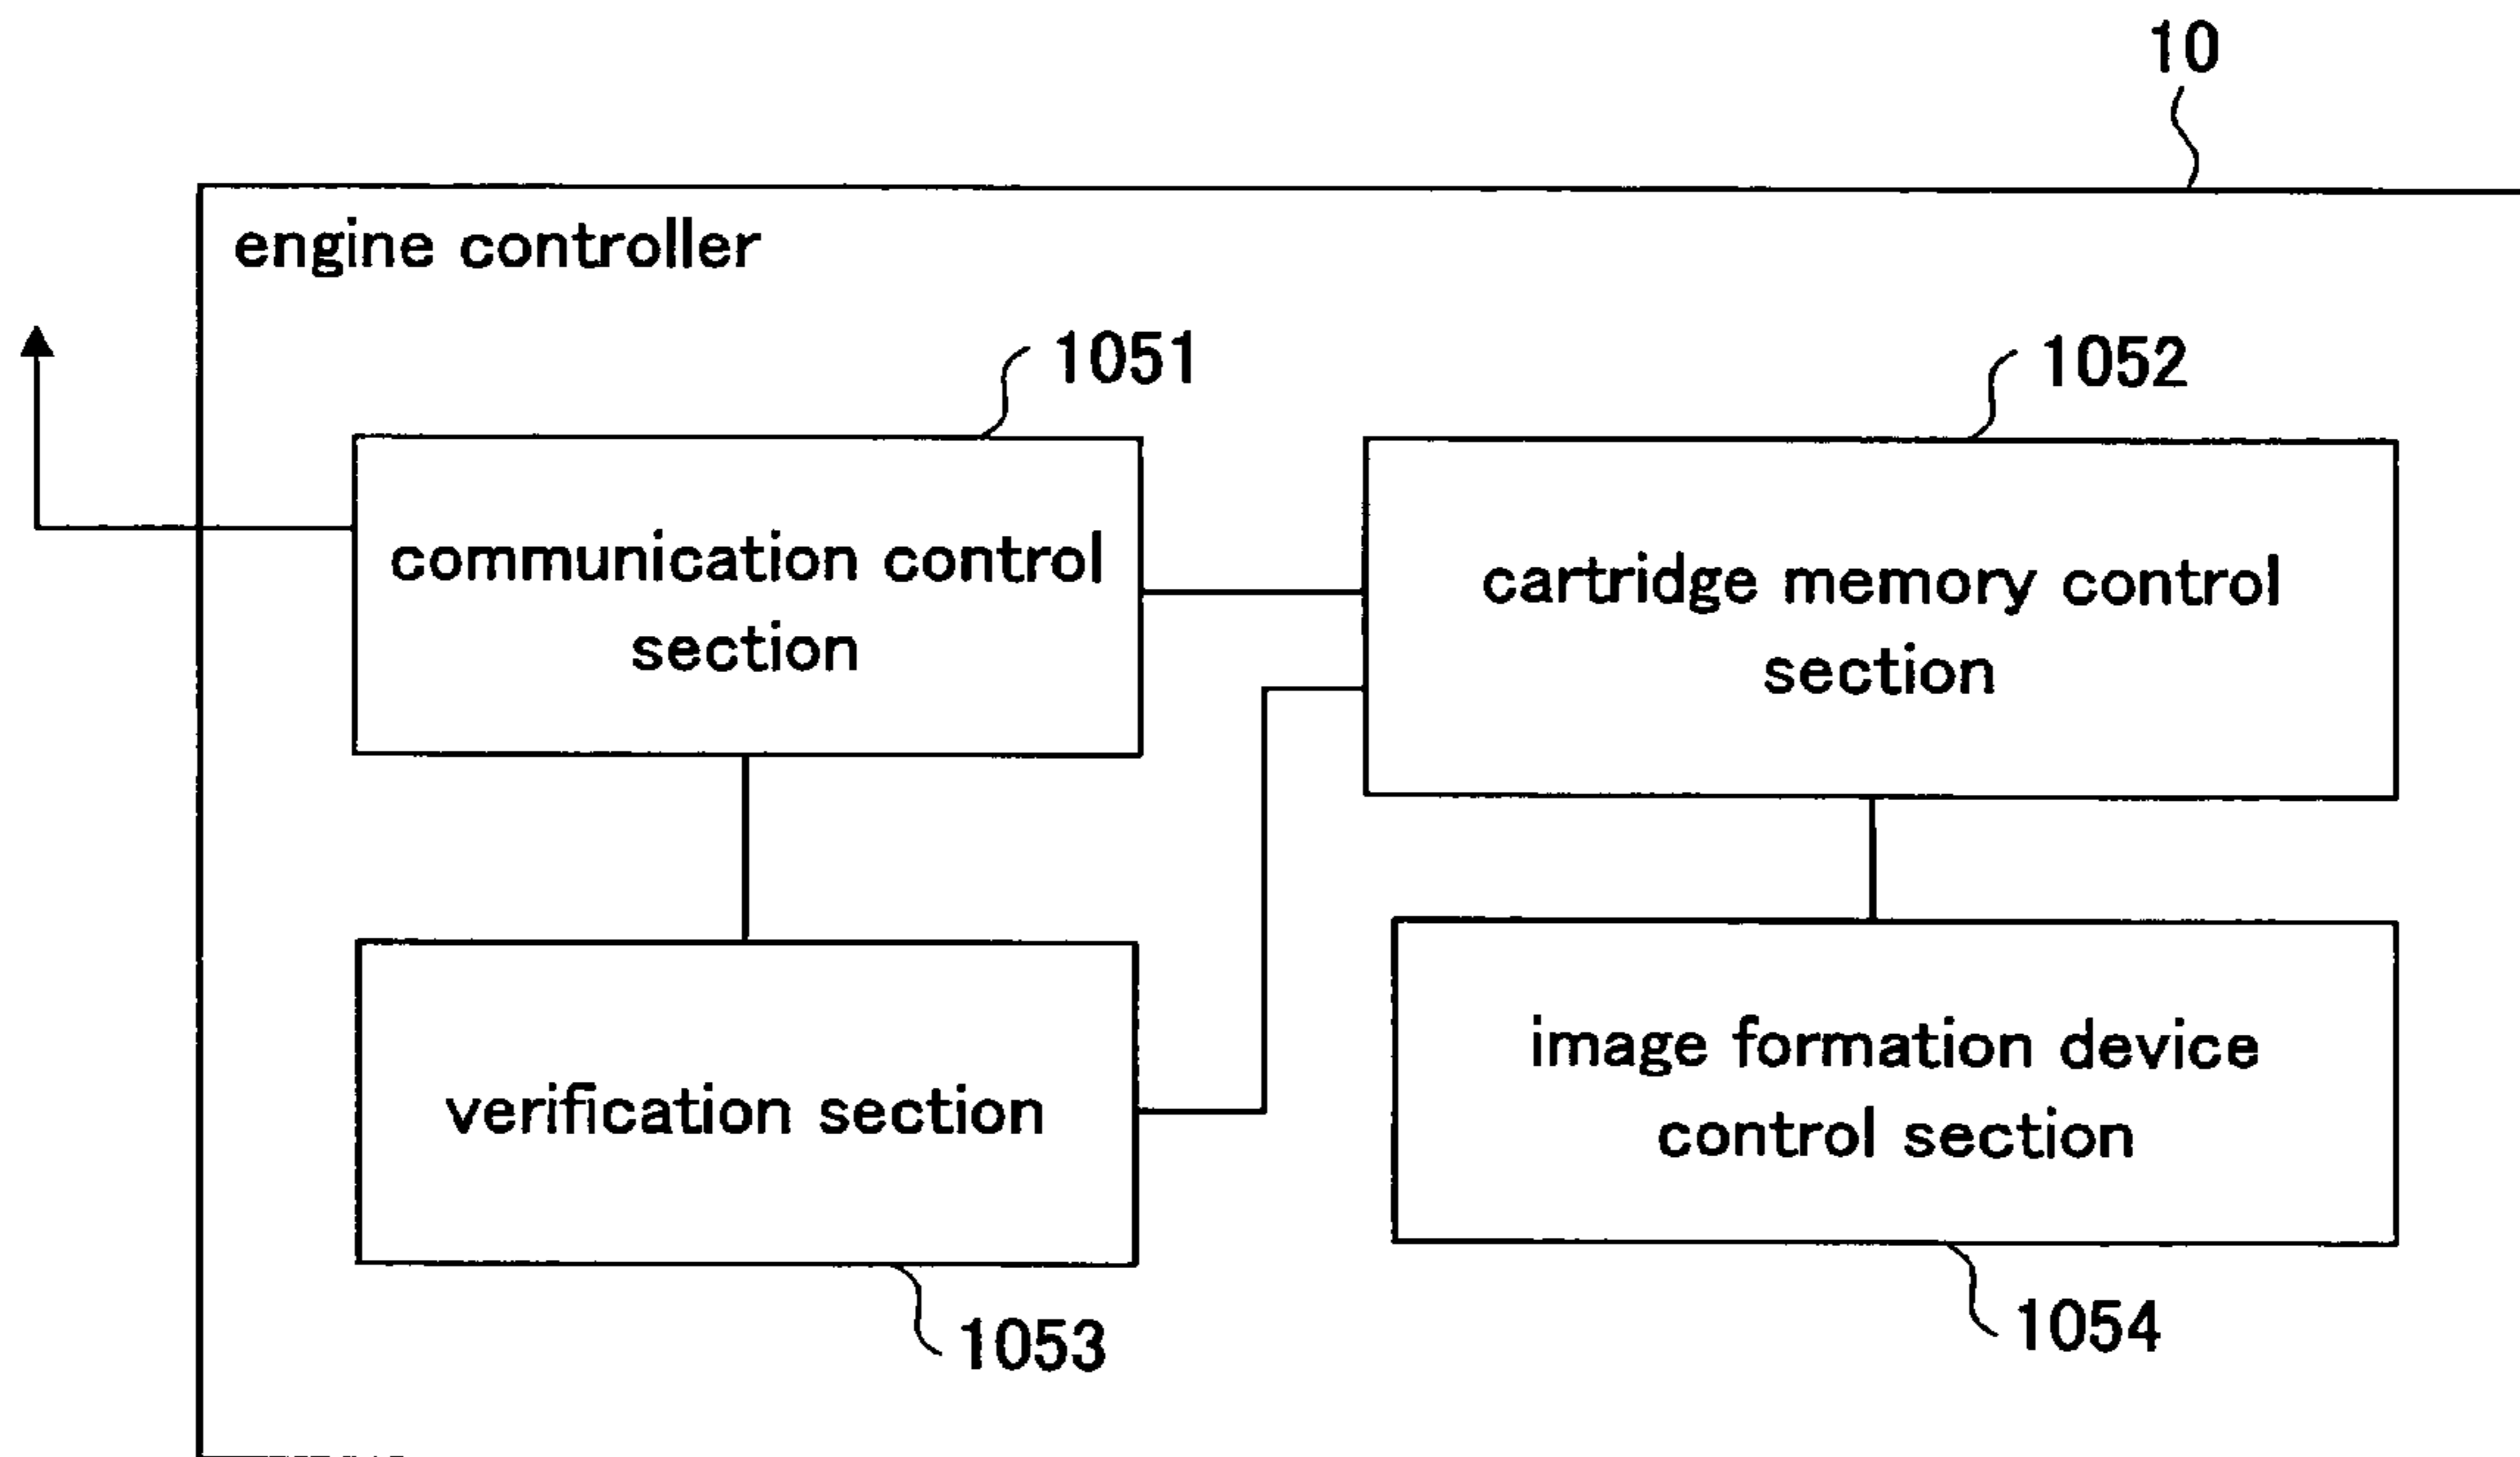 10
engine controller
1051
communication control
section
1052
cartridge memory control
section
verification section
1053
image formation device
control section
1054